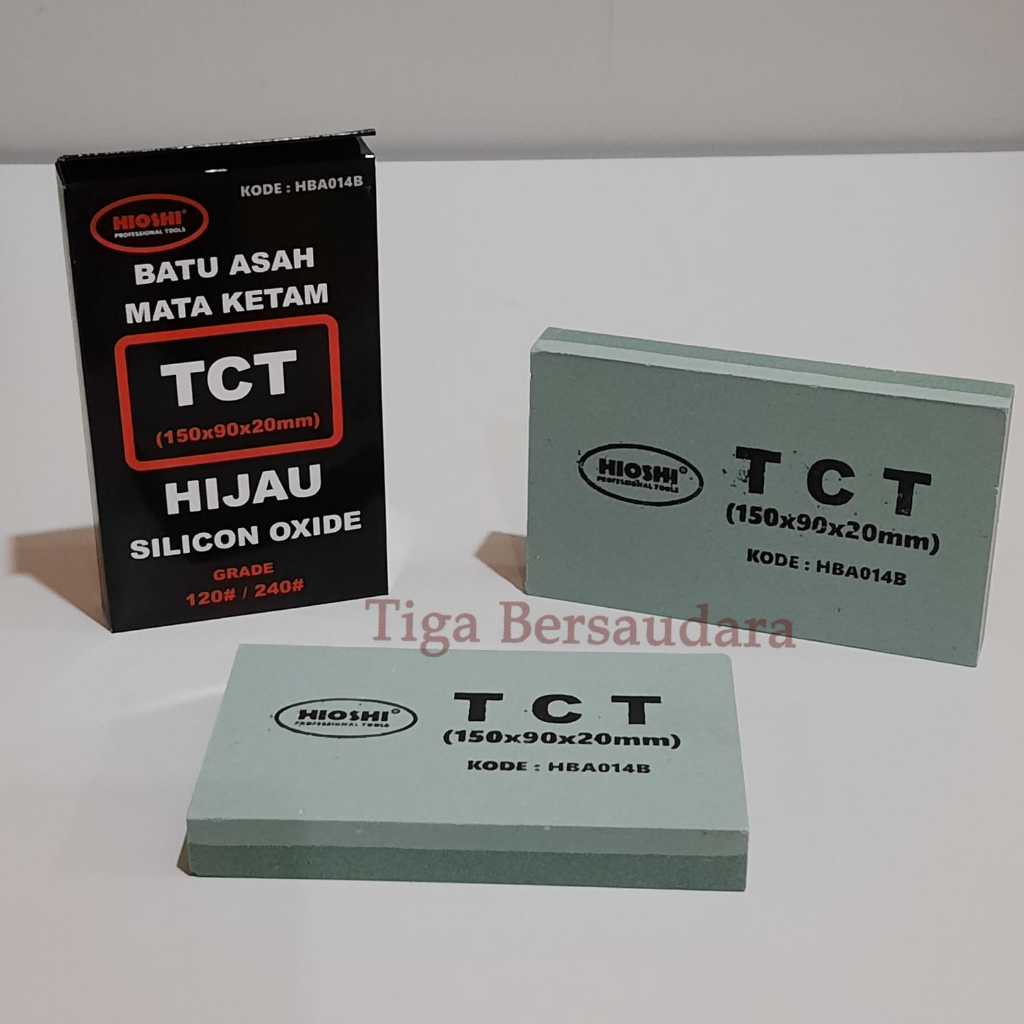 KODE : HBA014B
HIOSHI®
PROFESSIONAL TOOLS
BATU ASAH
MATA KETAM
TCT
(150x90x20mm)
HIJAU
SILICON OXIDE
GRADE
120# / 240#
HIOSHI®
PROFESSIONAL TOOLS
TCT
(150x90x20mm)
KODE : HBA014B
Tiga Bersaudara
HIOSHI®
PROFESSIONAL TOOLS
TCT
(150x90x20mm)
KODE : HBA014B